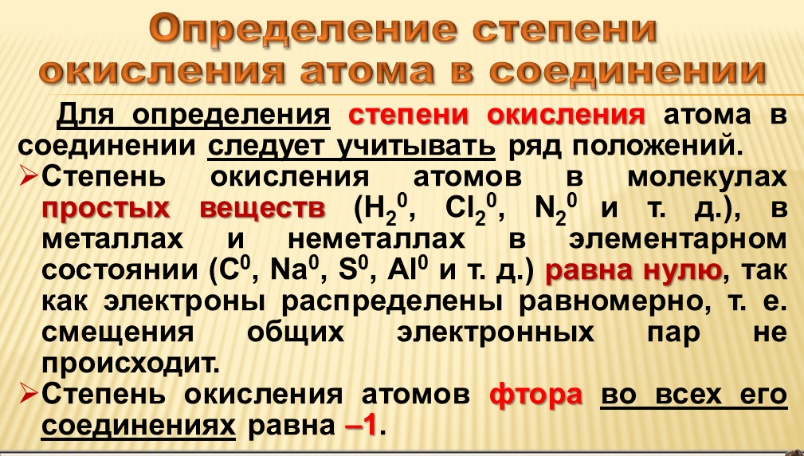 Определение степени
окисления атома в соединении
Для определения степени окисления атома в
соединении следует учитывать ряд положений.
➢Степень окисления атомов в молекулах
простых веществ (H₂⁰, Cl₂⁰, N₂⁰ и т. д.), в
металлах и неметаллах в элементарном
состоянии (C⁰, Na⁰, S⁰, Al⁰ и т. д.) равна нулю, так
как электроны распределены равномерно, т. е.
смещения общих электронных пар не
происходит.
➢Степень окисления атомов фтора во всех его
соединениях равна –1.